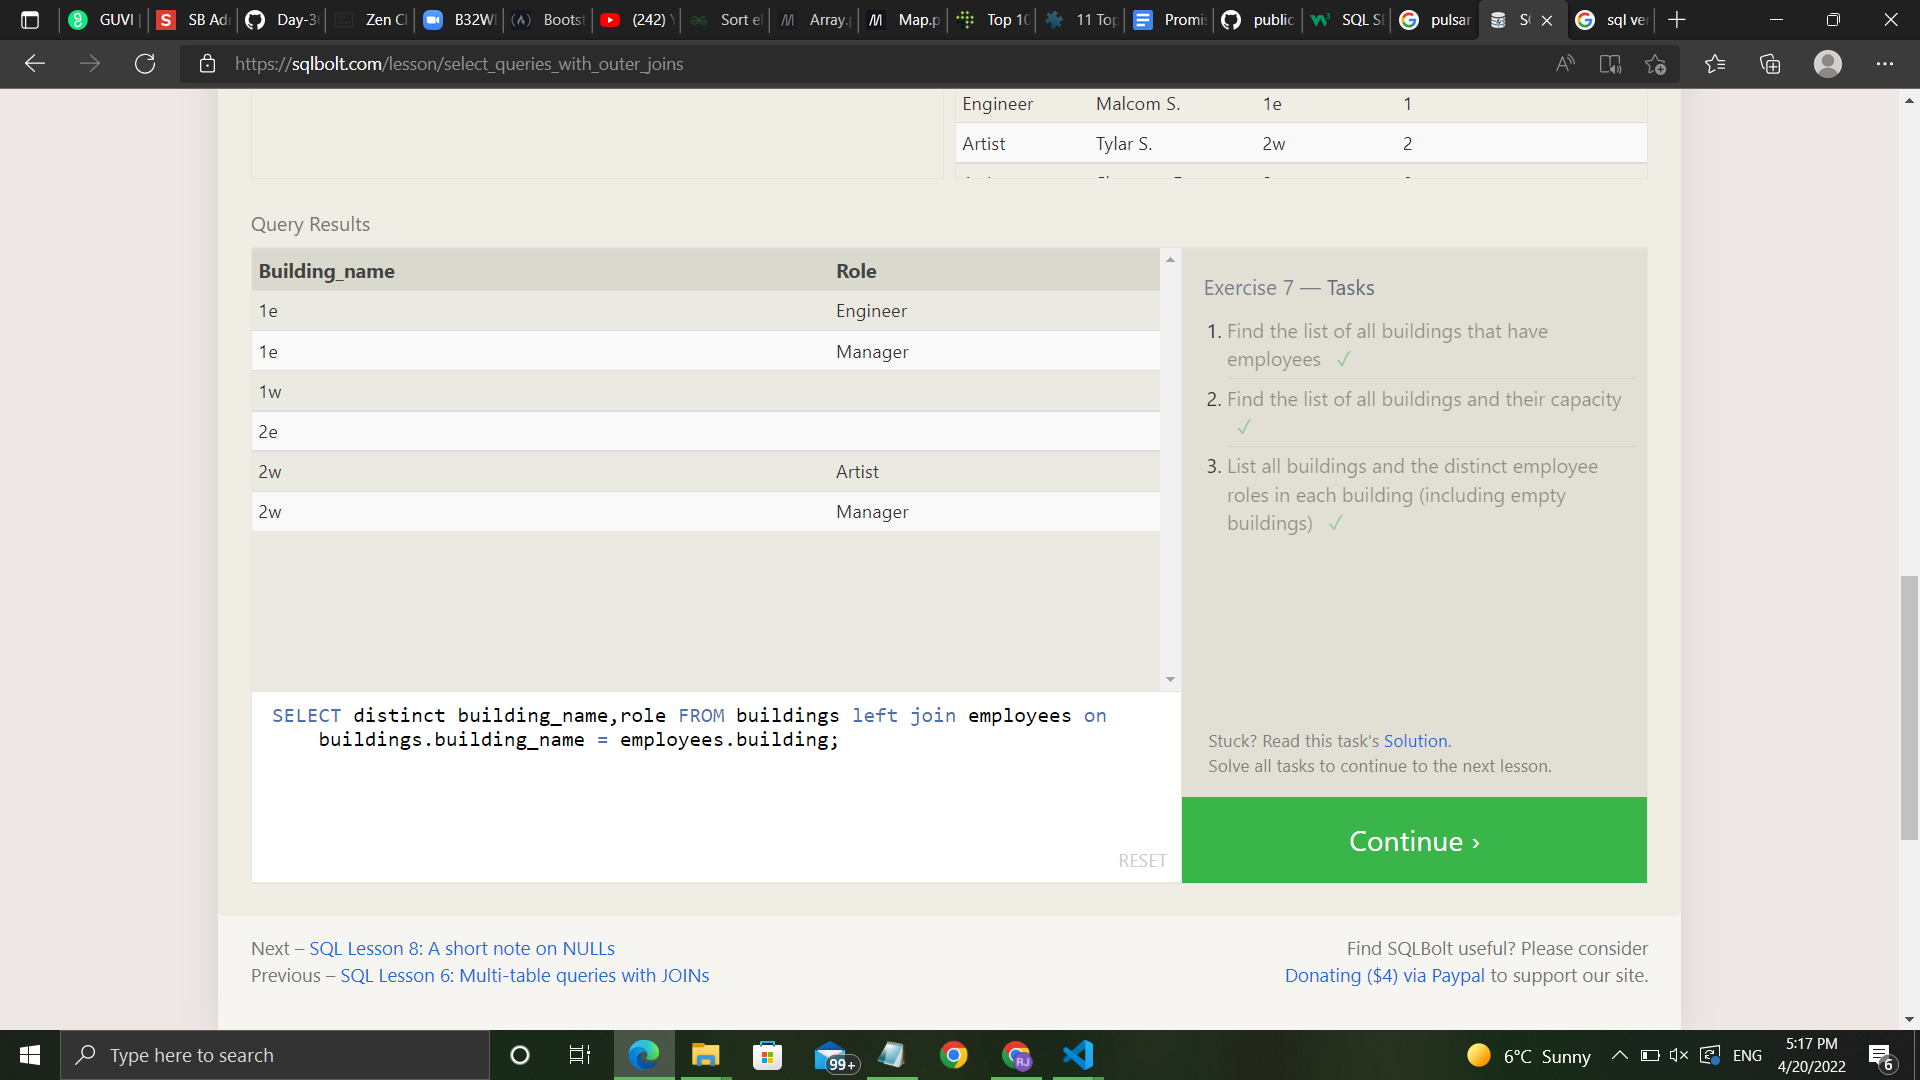 GUVI
SB Ad
Day-3
Zen Cl
B32W
Bootst
(242)
Sort el
Array.
Map.p
Top 10
11 Top
Promis
public
SQL SE
pulsar
sql ver
https://sqlbolt.com/lesson/select_queries_with_outer_joins
Engineer Malcom S. 1e 1
Artist Tylar S. 2w 2
Query Results
Building_name Role
1e Engineer
1e Manager
1w
2e
2w Artist
2w Manager
Exercise 7 — Tasks
1. Find the list of all buildings that have
employees ✓
2. Find the list of all buildings and their capacity
✓
3. List all buildings and the distinct employee
roles in each building (including empty
buildings) ✓
SELECT distinct building_name,role FROM buildings left join employees on
buildings.building_name = employees.building;
RESET
Stuck? Read this task's Solution.
Solve all tasks to continue to the next lesson.
Continue ›
Next – SQL Lesson 8: A short note on NULLs
Previous – SQL Lesson 6: Multi-table queries with JOINs
Find SQLBolt useful? Please consider
Donating ($4) via Paypal to support our site.
Type here to search
99+
RJ
6°C Sunny
ENG
5:17 PM
4/20/2022
6